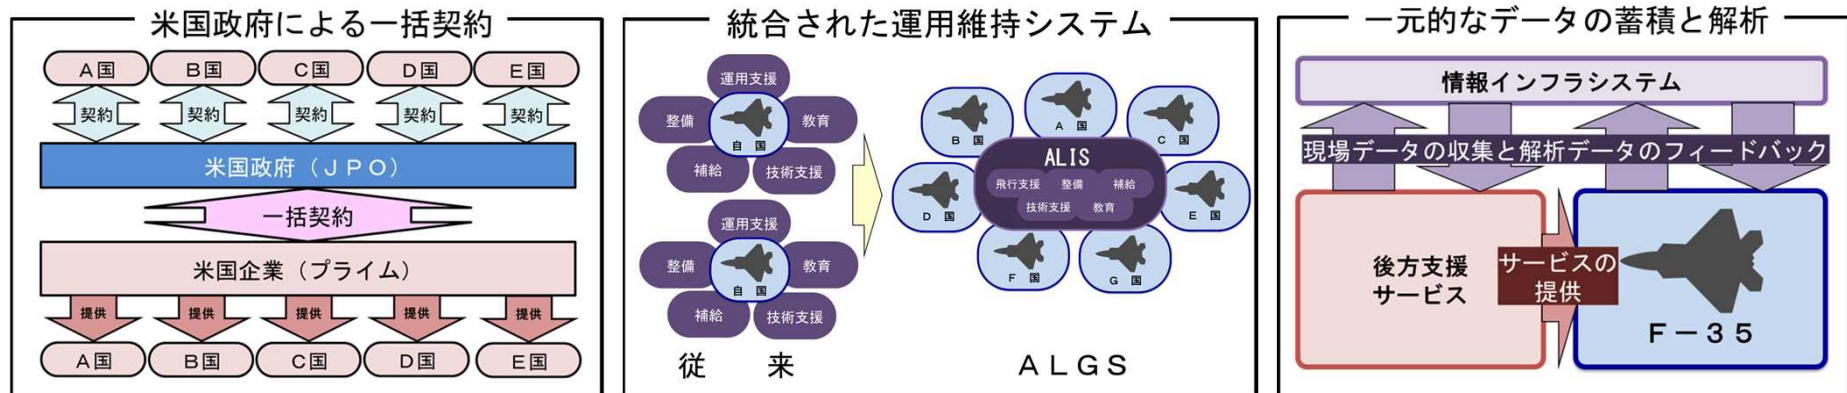 米国政府による一括契約
A国
B国
C国
D国
E国
契約
契約
契約
契約
契約
米国政府（ＪＰＯ）
一括契約
米国企業（プライム）
提供
提供
提供
提供
提供
A国
B国
C国
D国
E国
統合された運用維持システム
運用支援
整備
教育
自 国
補給
技術支援
運用支援
整備
教育
自 国
補給
技術支援
従 来
A 国
B 国
C 国
ALIS
飛行支援
整備
補給
技術支援
教育
D 国
E 国
F 国
G 国
ＡＬＧＳ
一元的なデータの蓄積と解析
情報インフラシステム
現場データの収集と解析データのフィードバック
後方支援
サービス
サービスの
提供
Ｆ－３５